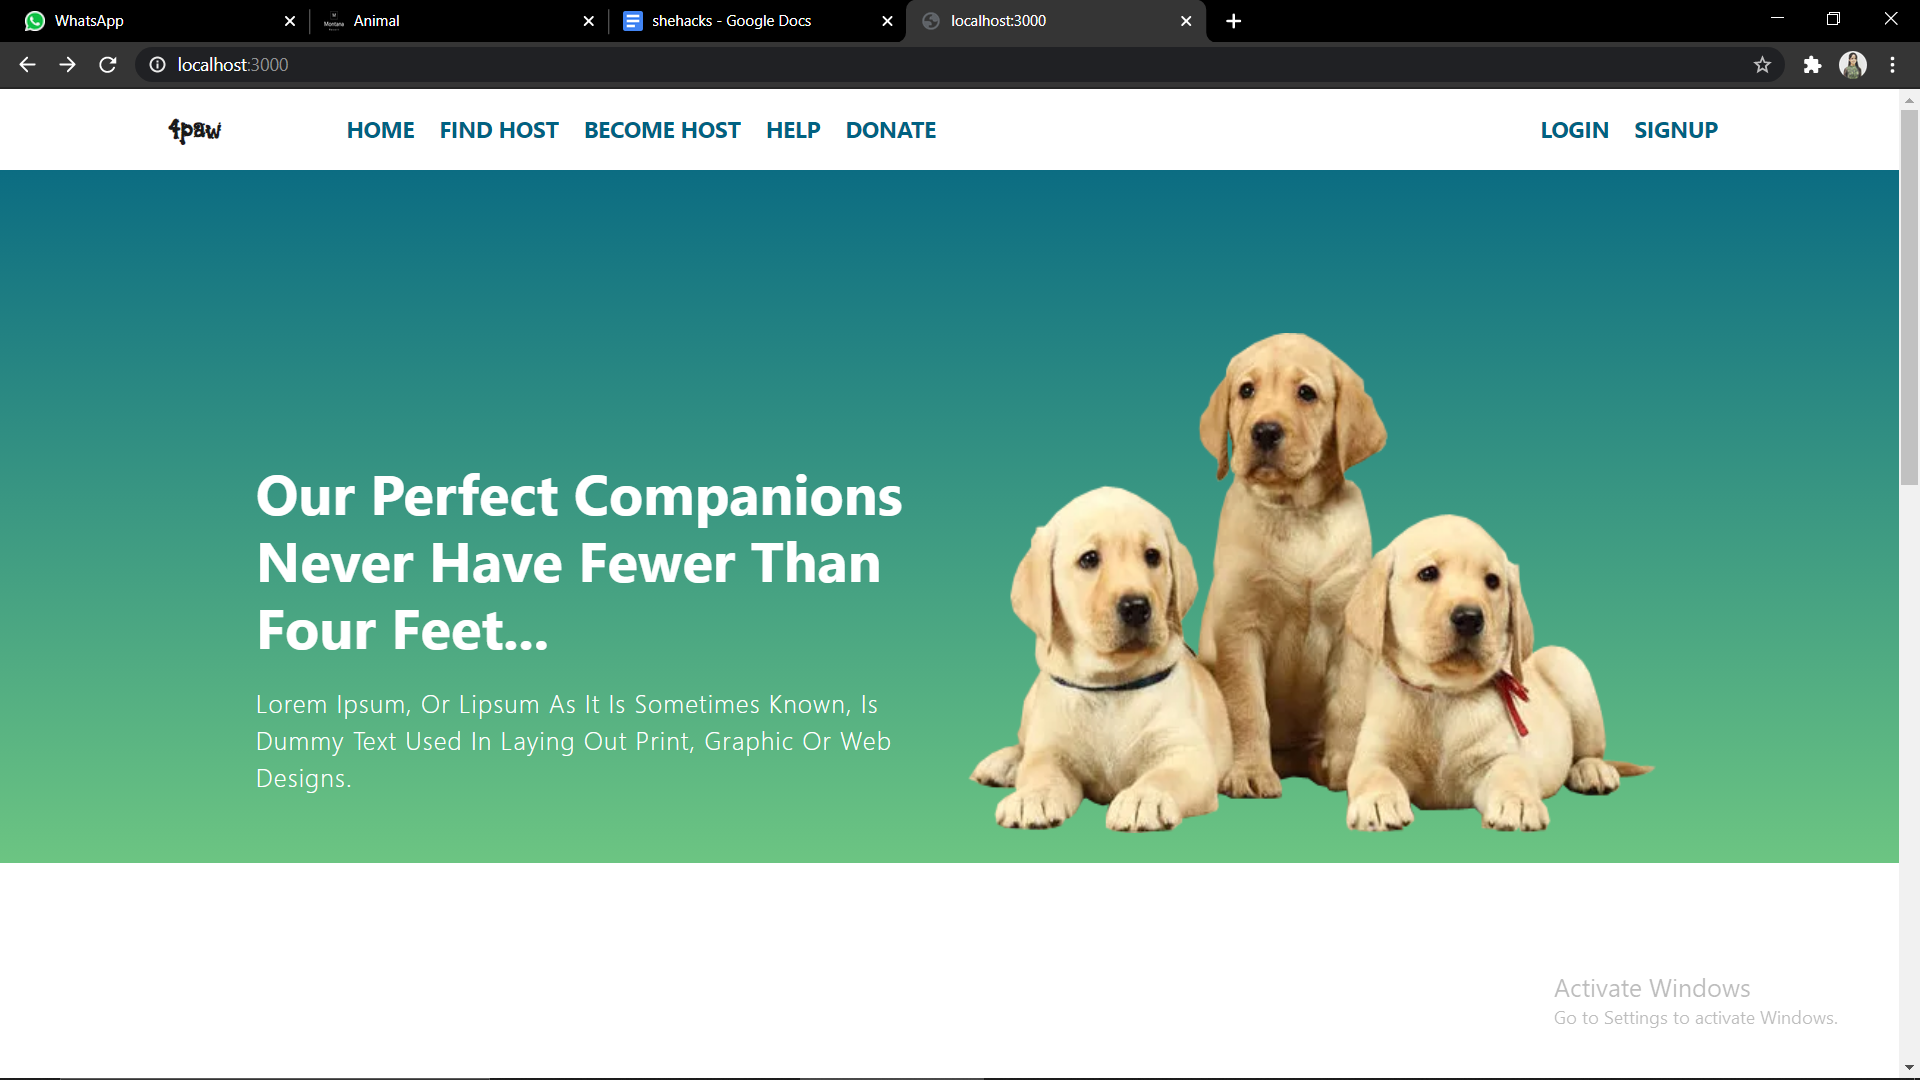 WhatsApp
Animal
shehacks - Google Docs
localhost:3000
localhost:3000
4paw
HOME FIND HOST BECOME HOST HELP DONATE
LOGIN SIGNUP
Our Perfect Companions
Never Have Fewer Than
Four Feet...
Lorem Ipsum, Or Lipsum As It Is Sometimes Known, Is
Dummy Text Used In Laying Out Print, Graphic Or Web
Designs.
Activate Windows
Go to Settings to activate Windows.